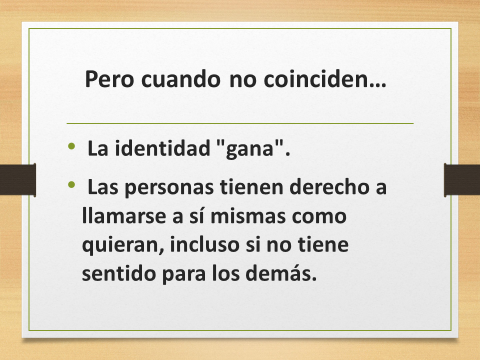 Pero cuando no coinciden...
• La identidad "gana".
• Las personas tienen derecho a
llamarse a sí mismas como
quieran, incluso si no tiene
sentido para los demás.